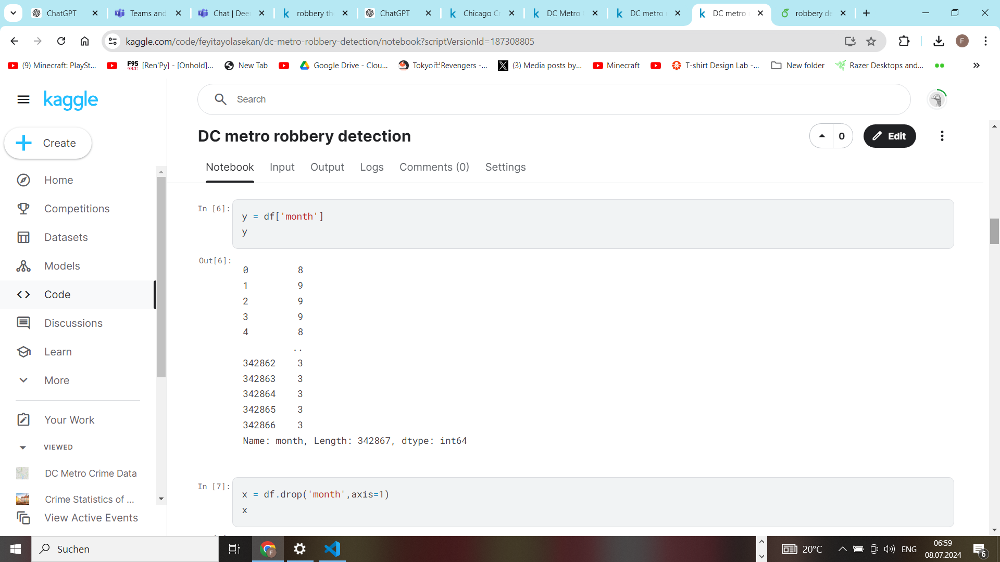 ChatGPT
Teams and
Chat | Deer
robbery the
ChatGPT
Chicago Cr
DC Metro
DC metro
DC metro
robbery de
kaggle.com/code/feyitayolasekan/dc-metro-robbery-detection/notebook?scriptVersionId=187308805
F
(9) Minecraft: PlaySt...
F95 ZONE
[Ren'Py] - [Onhold]...
New Tab
Google Drive - Clou...
Tokyo卍Revengers -...
(3) Media posts by...
Minecraft
T-shirt Design Lab -...
New folder
Razer Desktops and...
kaggle
Search
Create
DC metro robbery detection
0
Edit
Notebook Input Output Logs Comments (0) Settings
Home
Competitions
Datasets
Models
Code
Discussions
Learn
More
Your Work
VIEWED
DC Metro Crime Data
Crime Statistics of ...
View Active Events
In [6]:
y = df['month']
y
Out[6]:
0 8
1 9
2 9
3 9
4 8
..
342862 3
342863 3
342864 3
342865 3
342866 3
Name: month, Length: 342867, dtype: int64
In [7]:
x = df.drop('month',axis=1)
x
Suchen
F
20°C
ENG
06:59
08.07.2024
6